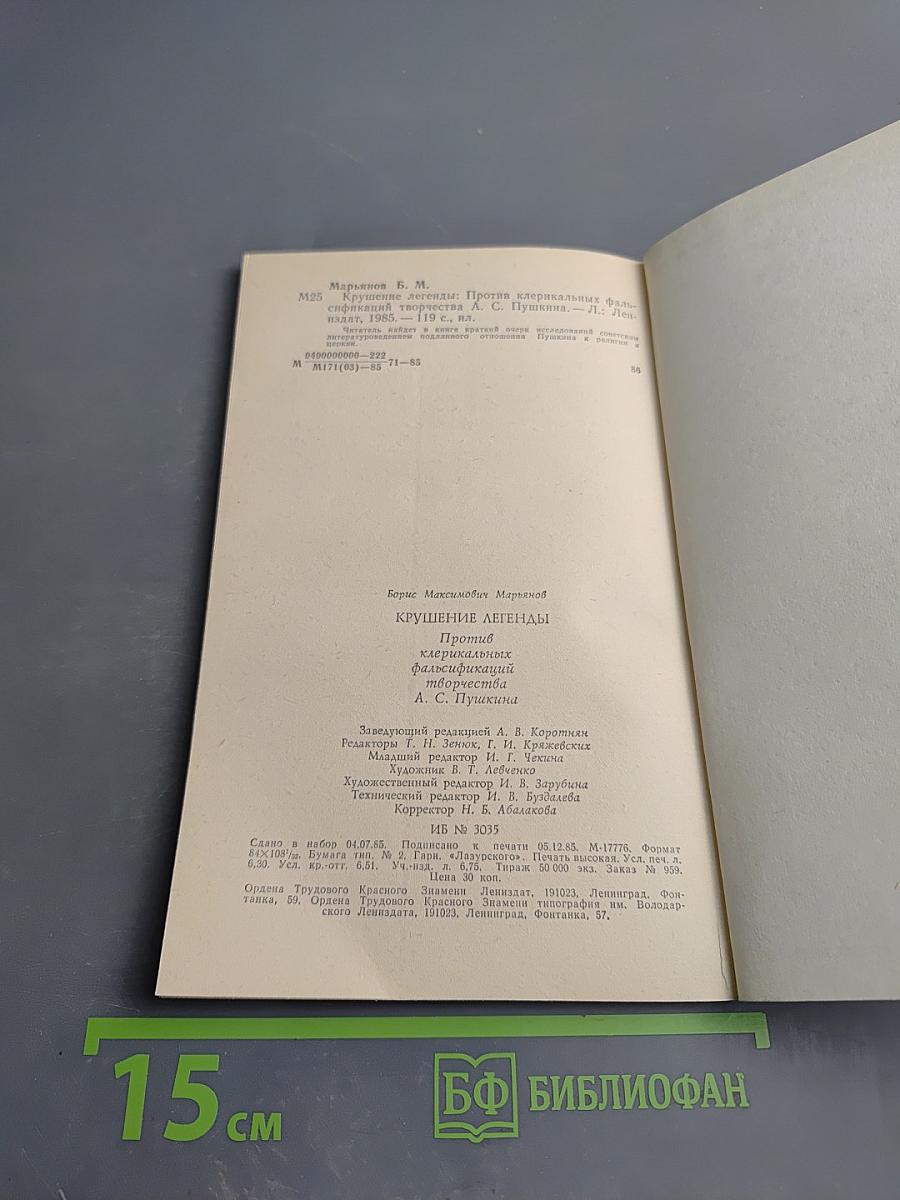 Марьянов Б. М.
М25 Крушение легенды: Против клерикальных фаль-
сификаций творчества А. С. Пушкина. — Л.: Лен-
издат, 1985. — 119 с., ил.
Читатель найдет в книге краткий очерк исследований советским
литературоведением подлинного отношения Пушкина к религии и
церкви.
М 0400000000—222 71—85
М171(03)—85
86
Борис Максимович Марьянов
КРУШЕНИЕ ЛЕГЕНДЫ
Против
клерикальных
фальсификаций
творчества
А. С. Пушкина
Заведующий редакцией А. В. Коротнян
Редакторы Т. Н. Зенюк, Г. И. Кряжевских
Младший редактор И. Г. Чекина
Художник В. Т. Левченко
Художественный редактор И. В. Зарубина
Технический редактор И. В. Буздалева
Корректор Н. Б. Абалакова
ИБ № 3035
Сдано в набор 04.07.85. Подписано к печати 05.12.85. М-17776. Формат
84×108¹/₃₂. Бумага тип. № 2. Гарн. «Лазурского». Печать высокая. Усл. печ. л.
6,30. Усл. кр.-отт. 6,51. Уч.-изд. л. 6,75. Тираж 50 000 экз. Заказ № 959.
Цена 30 коп.
Ордена Трудового Красного Знамени Лениздат, 191023, Ленинград, Фон-
танка, 59. Ордена Трудового Красного Знамени типография им. Володар-
ского Лениздата, 191023, Ленинград, Фонтанка, 57.
15 см
БФ БИБЛИОФАН